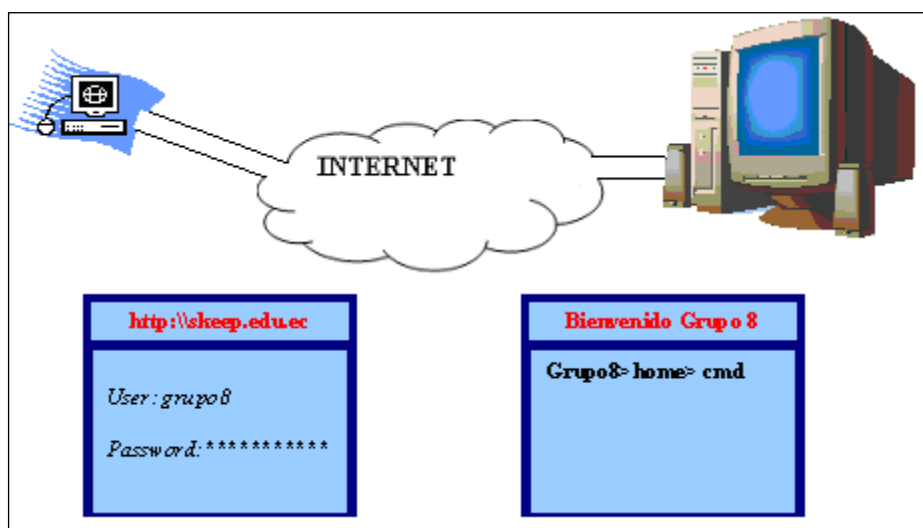 INTERNET
http:\\skeep.edu.ec
User: grupo8
Password:***********
Bienvenido Grupo 8
Grupo8>home> cmd